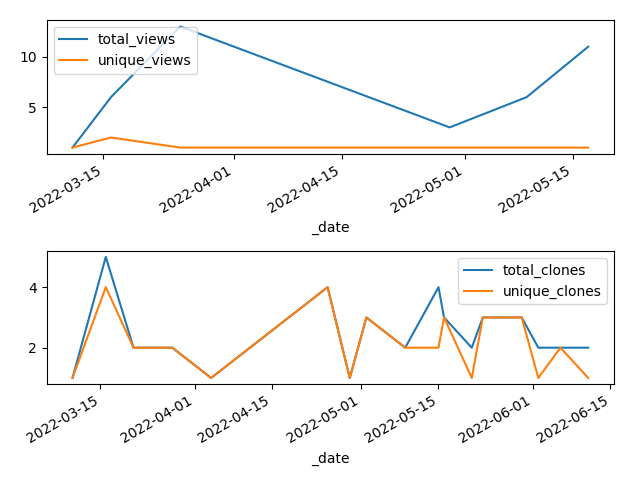 total_views
unique_views
10
5
2022-03-15
2022-04-01
2022-04-15
2022-05-01
2022-05-15
_date
total_clones
unique_clones
4
2
2022-03-15
2022-04-01
2022-04-15
2022-05-01
2022-05-15
2022-06-01
2022-06-15
_date